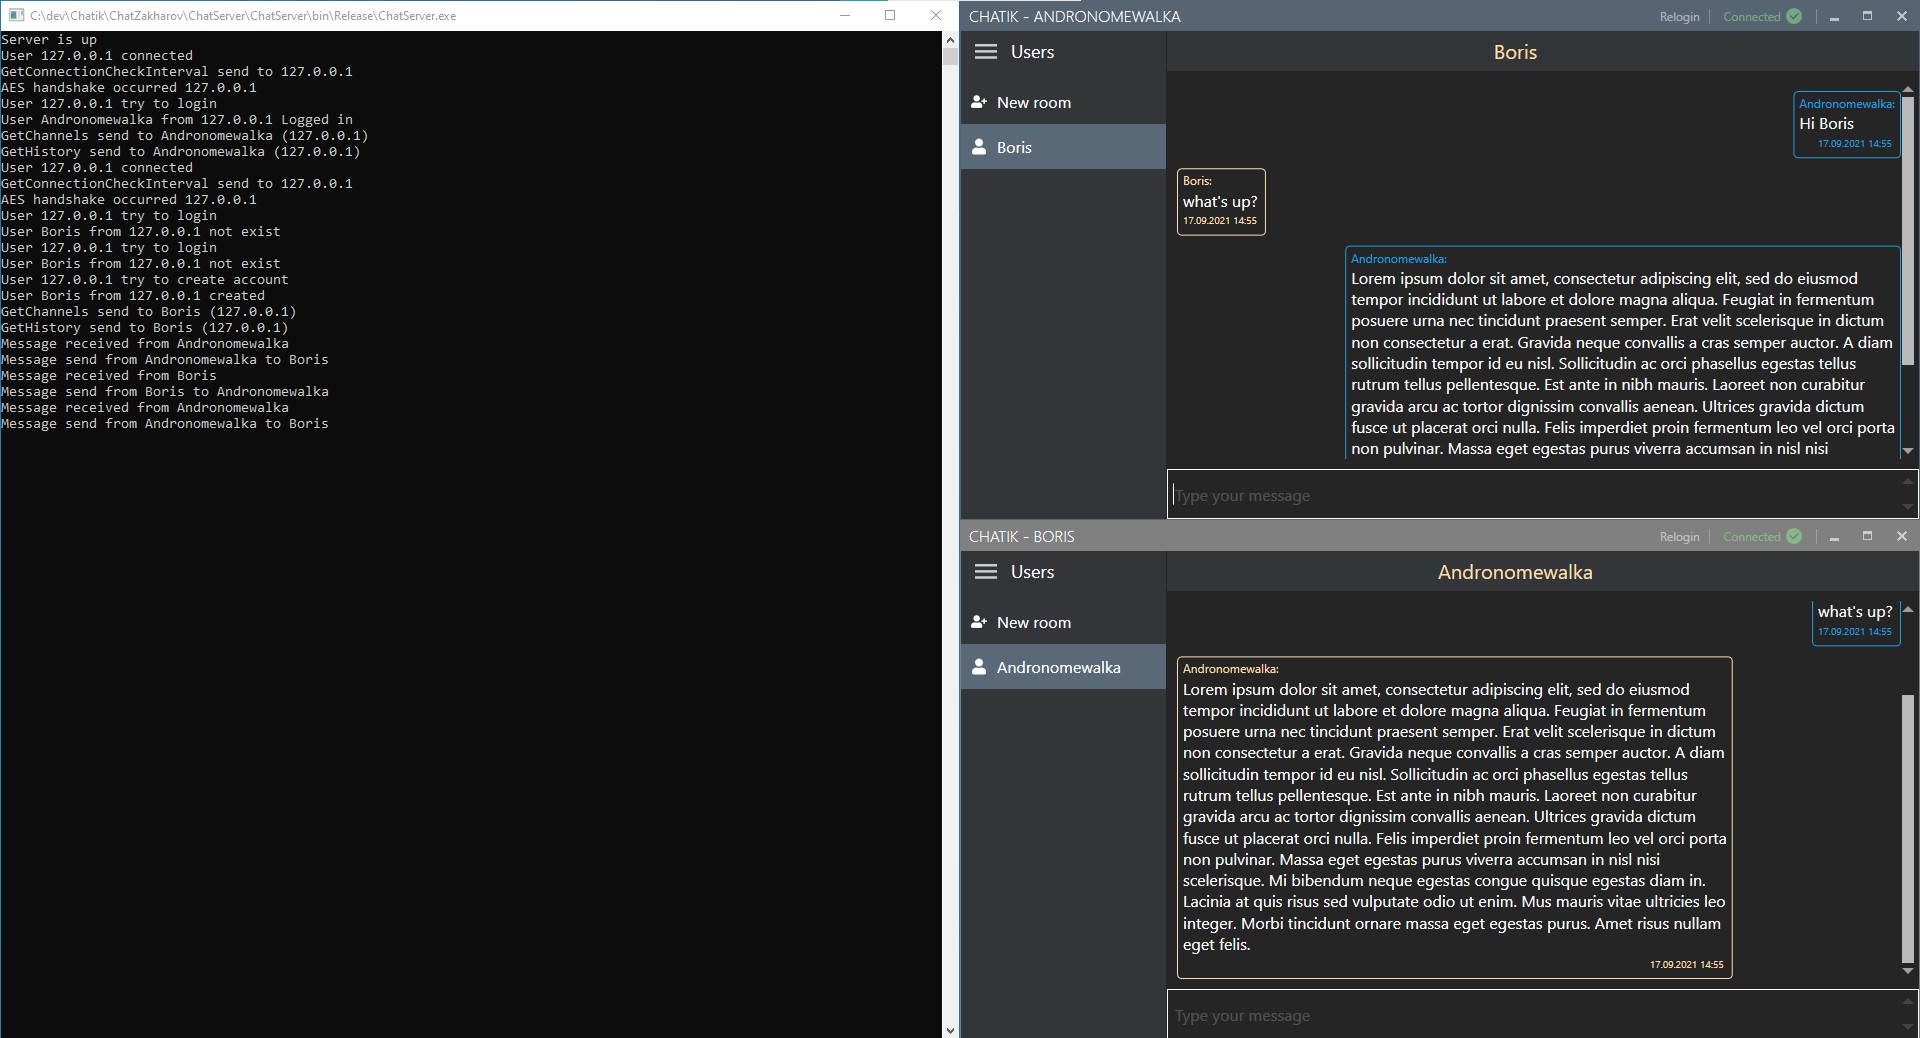 C:\dev\Chatik\ChatZakharov\ChatServer\ChatServer\bin\Release\ChatServer.exe
Server is up
User 127.0.0.1 connected
GetConnectionCheckInterval send to 127.0.0.1
AES handshake occurred 127.0.0.1
User 127.0.0.1 try to login
User Andronomewalka from 127.0.0.1 Logged in
GetChannels send to Andronomewalka (127.0.0.1)
GetHistory send to Andronomewalka (127.0.0.1)
User 127.0.0.1 connected
GetConnectionCheckInterval send to 127.0.0.1
AES handshake occurred 127.0.0.1
User 127.0.0.1 try to login
User Boris from 127.0.0.1 not exist
User 127.0.0.1 try to login
User Boris from 127.0.0.1 not exist
User 127.0.0.1 try to create account
User Boris from 127.0.0.1 created
GetChannels send to Boris (127.0.0.1)
GetHistory send to Boris (127.0.0.1)
Message received from Andronomewalka
Message send from Andronomewalka to Boris
Message received from Boris
Message send from Boris to Andronomewalka
Message received from Andronomewalka
Message send from Andronomewalka to Boris
CHATIK - ANDRONOMEWALKA
Relogin
Connected
Users
New room
Boris
Boris
Andronomewalka:
Hi Boris
17.09.2021 14:55
Boris:
what's up?
17.09.2021 14:55
Andronomewalka:
Lorem ipsum dolor sit amet, consectetur adipiscing elit, sed do eiusmod
tempor incididunt ut labore et dolore magna aliqua. Feugiat in fermentum
posuere urna nec tincidunt praesent semper. Erat velit scelerisque in dictum
non consectetur a erat. Gravida neque convallis a cras semper auctor. A diam
sollicitudin tempor id eu nisl. Sollicitudin ac orci phasellus egestas tellus
rutrum tellus pellentesque. Est ante in nibh mauris. Laoreet non curabitur
gravida arcu ac tortor dignissim convallis aenean. Ultrices gravida dictum
fusce ut placerat orci nulla. Felis imperdiet proin fermentum leo vel orci porta
non pulvinar. Massa eget egestas purus viverra accumsan in nisl nisi
Type your message
CHATIK - BORIS
Relogin
Connected
Users
New room
Andronomewalka
Andronomewalka
what's up?
17.09.2021 14:55
Andronomewalka:
Lorem ipsum dolor sit amet, consectetur adipiscing elit, sed do eiusmod
tempor incididunt ut labore et dolore magna aliqua. Feugiat in fermentum
posuere urna nec tincidunt praesent semper. Erat velit scelerisque in dictum
non consectetur a erat. Gravida neque convallis a cras semper auctor. A diam
sollicitudin tempor id eu nisl. Sollicitudin ac orci phasellus egestas tellus
rutrum tellus pellentesque. Est ante in nibh mauris. Laoreet non curabitur
gravida arcu ac tortor dignissim convallis aenean. Ultrices gravida dictum
fusce ut placerat orci nulla. Felis imperdiet proin fermentum leo vel orci porta
non pulvinar. Massa eget egestas purus viverra accumsan in nisl nisi
scelerisque. Mi bibendum neque egestas congue quisque egestas diam in.
Lacinia at quis risus sed vulputate odio ut enim. Mus mauris vitae ultricies leo
integer. Morbi tincidunt ornare massa eget egestas purus. Amet risus nullam
eget felis.
17.09.2021 14:55
Type your message